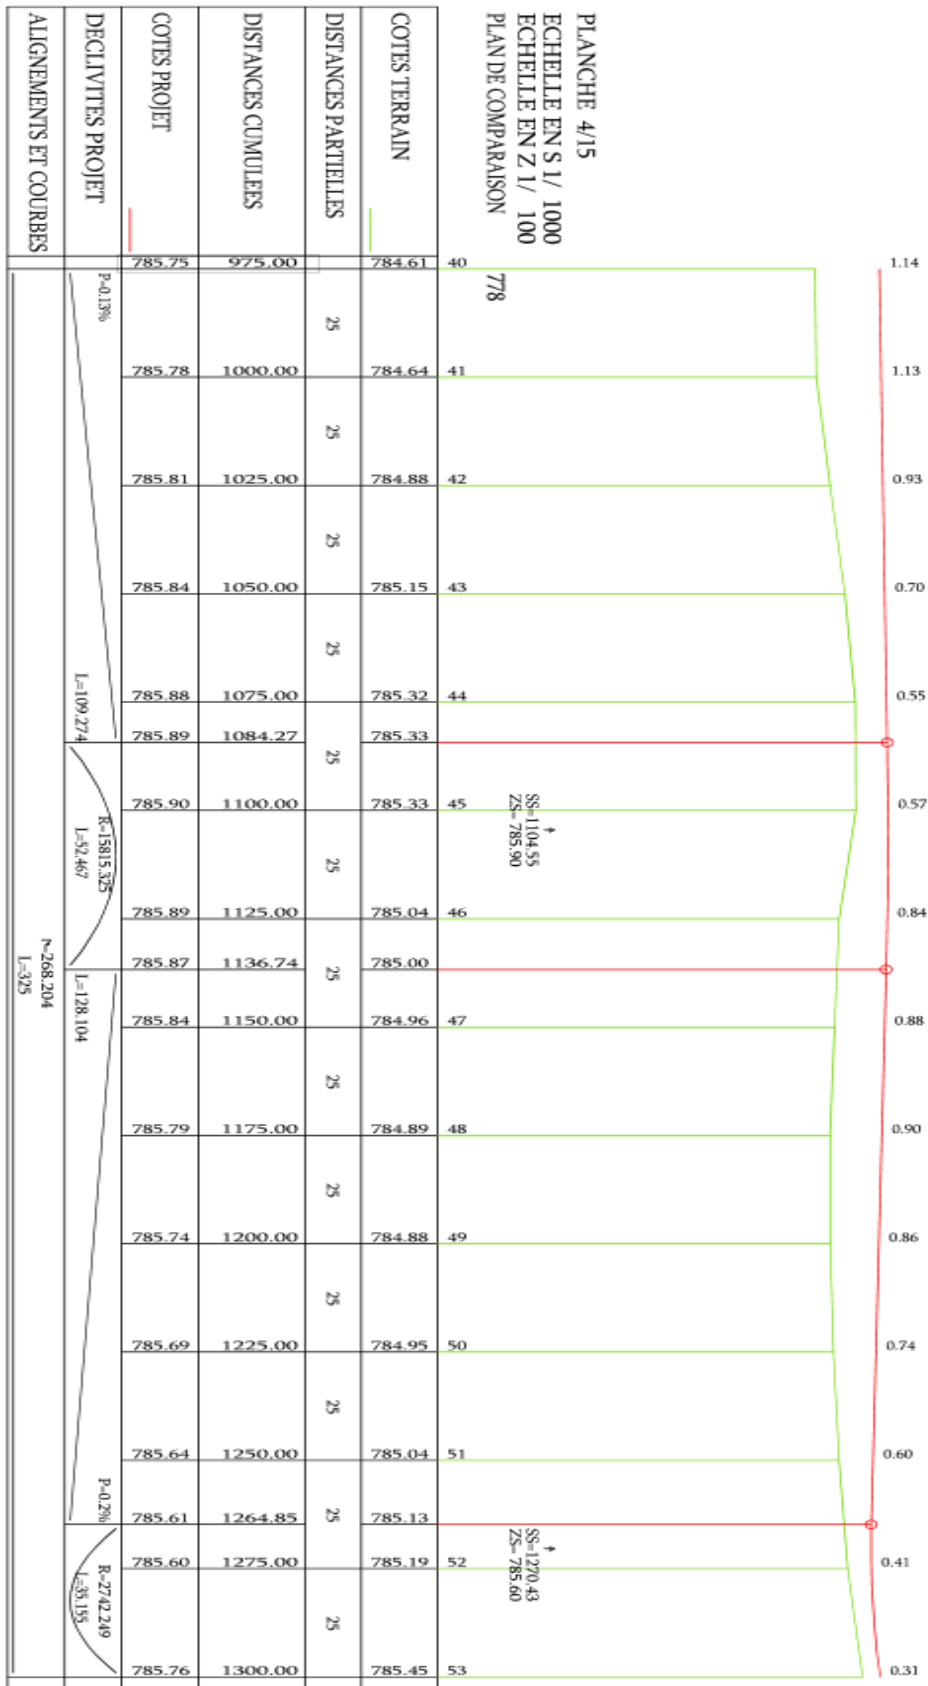 1.14 1.13 0.93 0.70 0.55 0.57 0.84 0.88 0.90 0.86 0.74 0.60 0.41 0.31
PLANCHE 4/15
ECHELLE EN S 1/ 1000
ECHELLE EN Z 1/ 100
PLAN DE COMPARAISON 778
SS=1104.55
ZS= 785.90
SS=1270.43
ZS= 785.60
40 41 42 43 44 45 46 47 48 49 50 51 52 53
COTES TERRAIN 784.61 784.64 784.88 785.15 785.32 785.33 785.33 785.04 785.00 784.96 784.89 784.88 784.95 785.04 785.13 785.19 785.45
DISTANCES PARTIELLES 25 25 25 25 25 25 25 25 25 25 25 25 25
DISTANCES CUMULEES 975.00 1000.00 1025.00 1050.00 1075.00 1084.27 1100.00 1125.00 1136.74 1150.00 1175.00 1200.00 1225.00 1250.00 1264.85 1275.00 1300.00
COTES PROJET 785.75 785.78 785.81 785.84 785.88 785.89 785.90 785.89 785.87 785.84 785.79 785.74 785.69 785.64 785.61 785.60 785.76
DECLIVITES PROJET
P=0.13%
L=109.274
R=15815.325
L=52.467
L=128.104
P=0.2%
R=2742.249
L=35.155
ALIGNEMENTS ET COURBES
=268.204
L=325